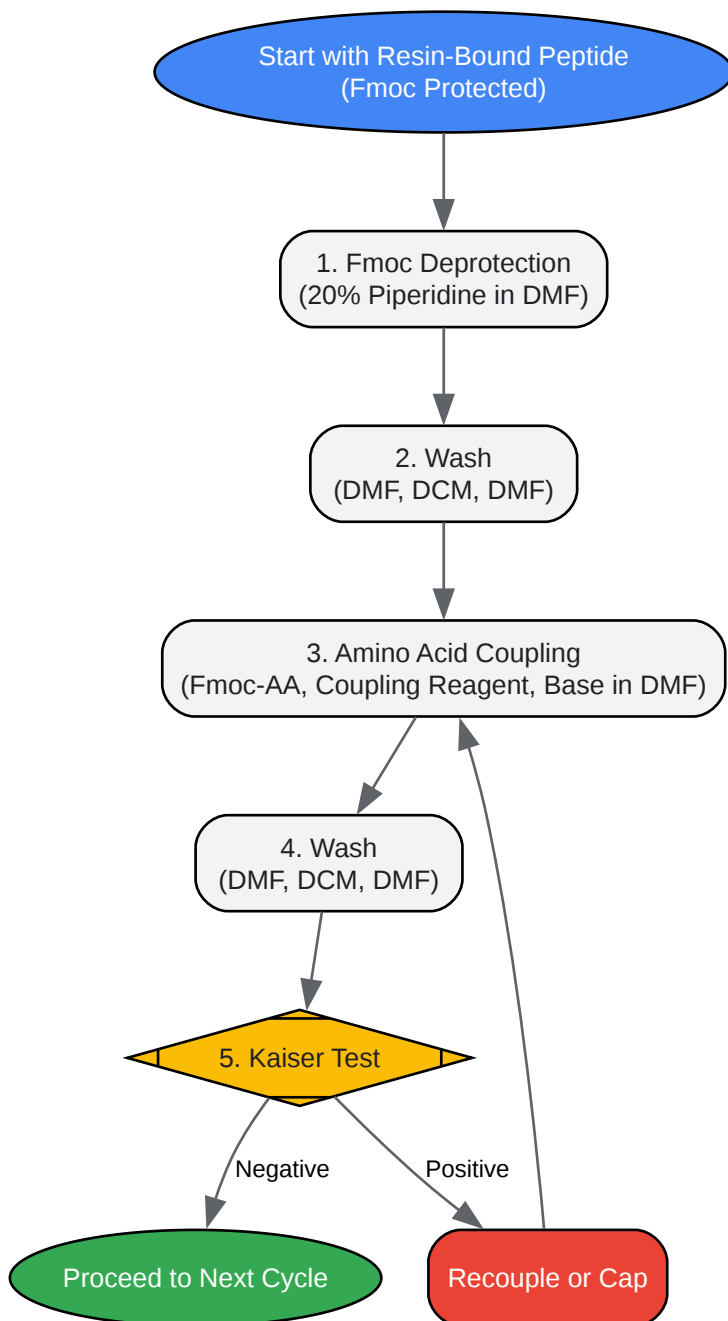 Start with Resin-Bound Peptide
(Fmoc Protected)
1. Fmoc Deprotection
(20% Piperidine in DMF)
2. Wash
(DMF, DCM, DMF)
3. Amino Acid Coupling
(Fmoc-AA, Coupling Reagent, Base in DMF)
4. Wash
(DMF, DCM, DMF)
5. Kaiser Test
Negative
Positive
Proceed to Next Cycle
Recouple or Cap